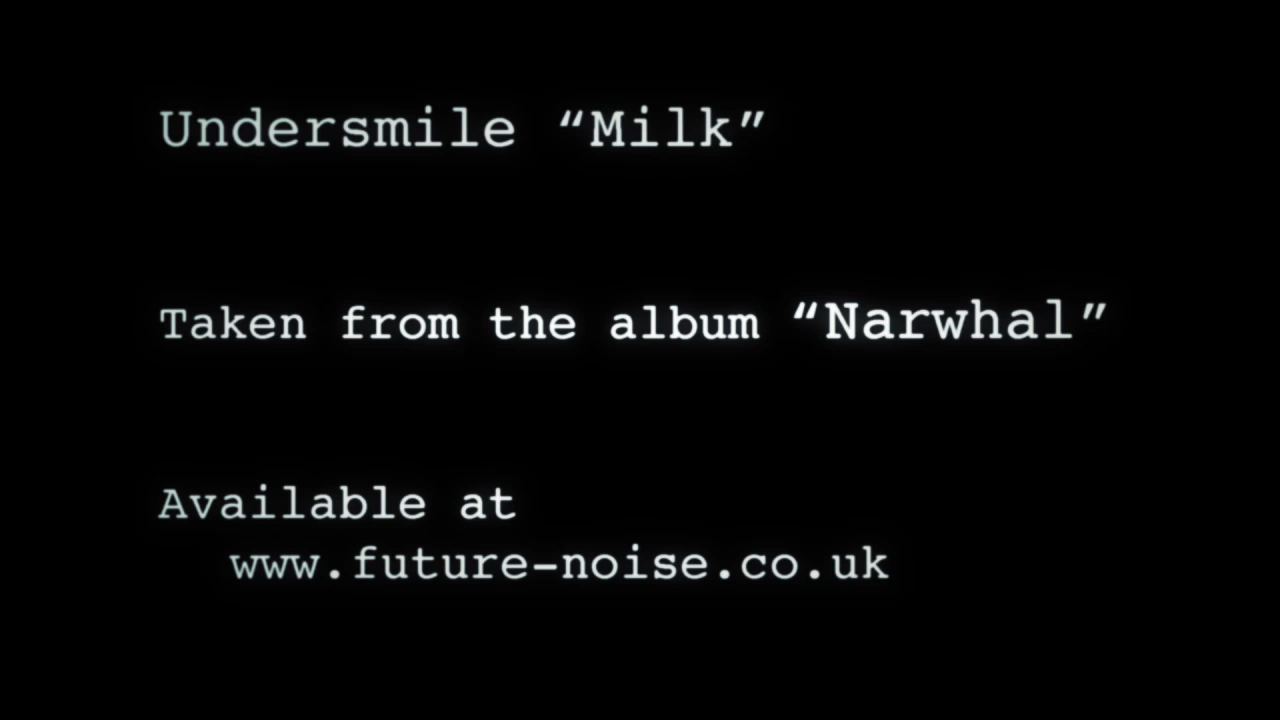 Undersmile “Milk”
Taken from the album “Narwhal”
Available at
www.future-noise.co.uk